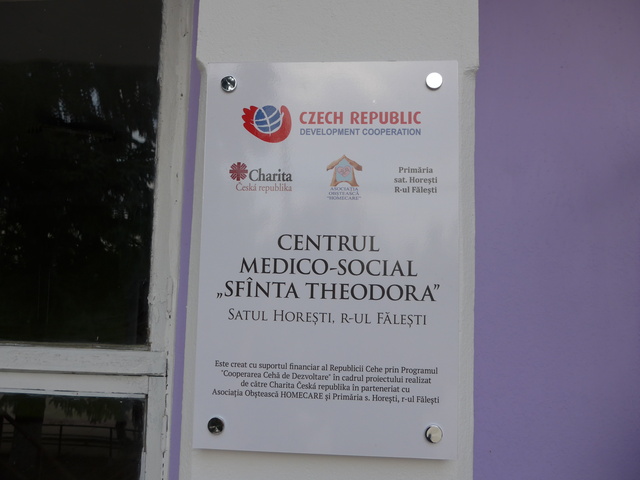 CZECH REPUBLIC
DEVELOPMENT COOPERATION
Charita
Česká republika
ASOCIAȚIA
OBȘTEASCĂ
"HOMECARE"
Primăria
sat. Horești
R-ul Fălești
CENTRUL
MEDICO-SOCIAL
„SFÎNTA THEODORA”
SATUL HOREȘTI, R-UL FĂLEȘTI
Este creat cu suportul financiar al Republicii Cehe prin Programul
"Cooperarea Cehă de Dezvoltare" în cadrul proiectului realizat
de către Charita Česká republika în parteneriat cu
Asociația Obștească HOMECARE și Primăria s. Horești, r-ul Fălești